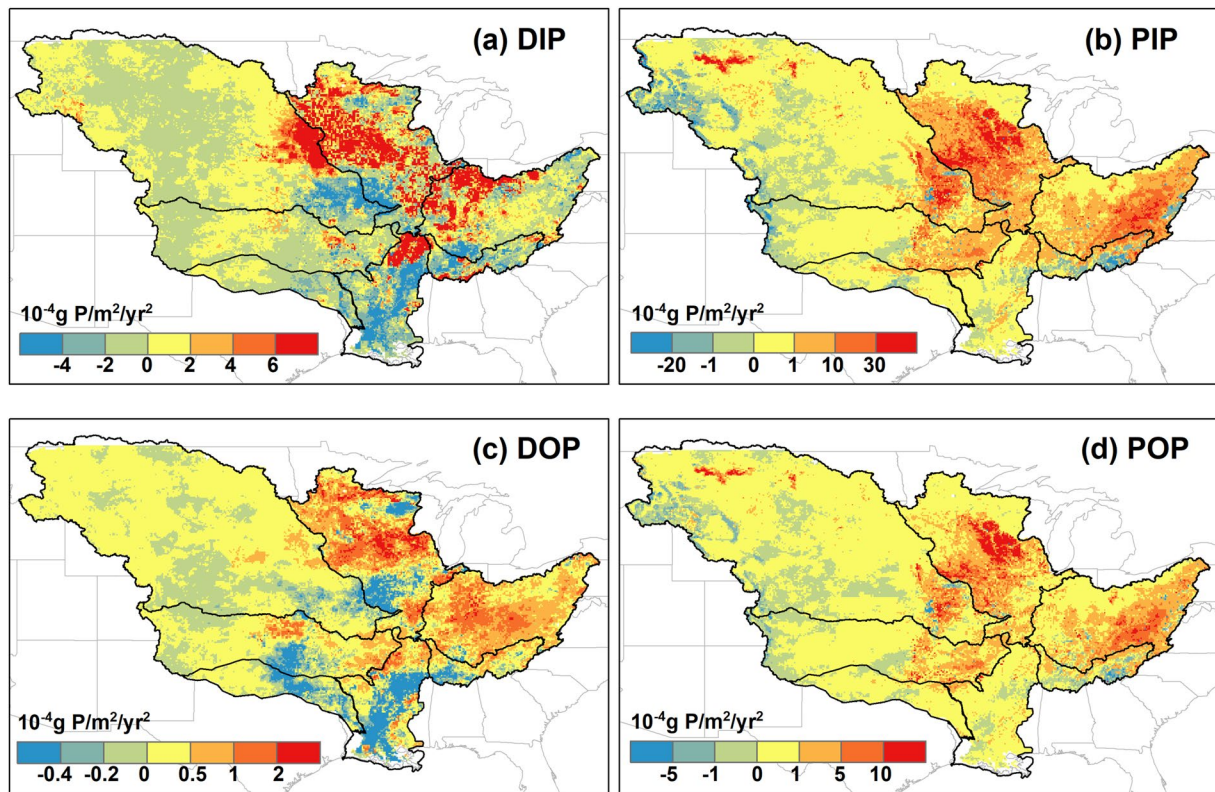 (a) DIP
10⁻⁴g P/m²/yr²
-4 -2 0 2 4 6
(b) PIP
10⁻⁴g P/m²/yr²
-20 -1 0 1 10 30
(c) DOP
10⁻⁴g P/m²/yr²
-0.4 -0.2 0 0.5 1 2
(d) POP
10⁻⁴g P/m²/yr²
-5 -1 0 1 5 10